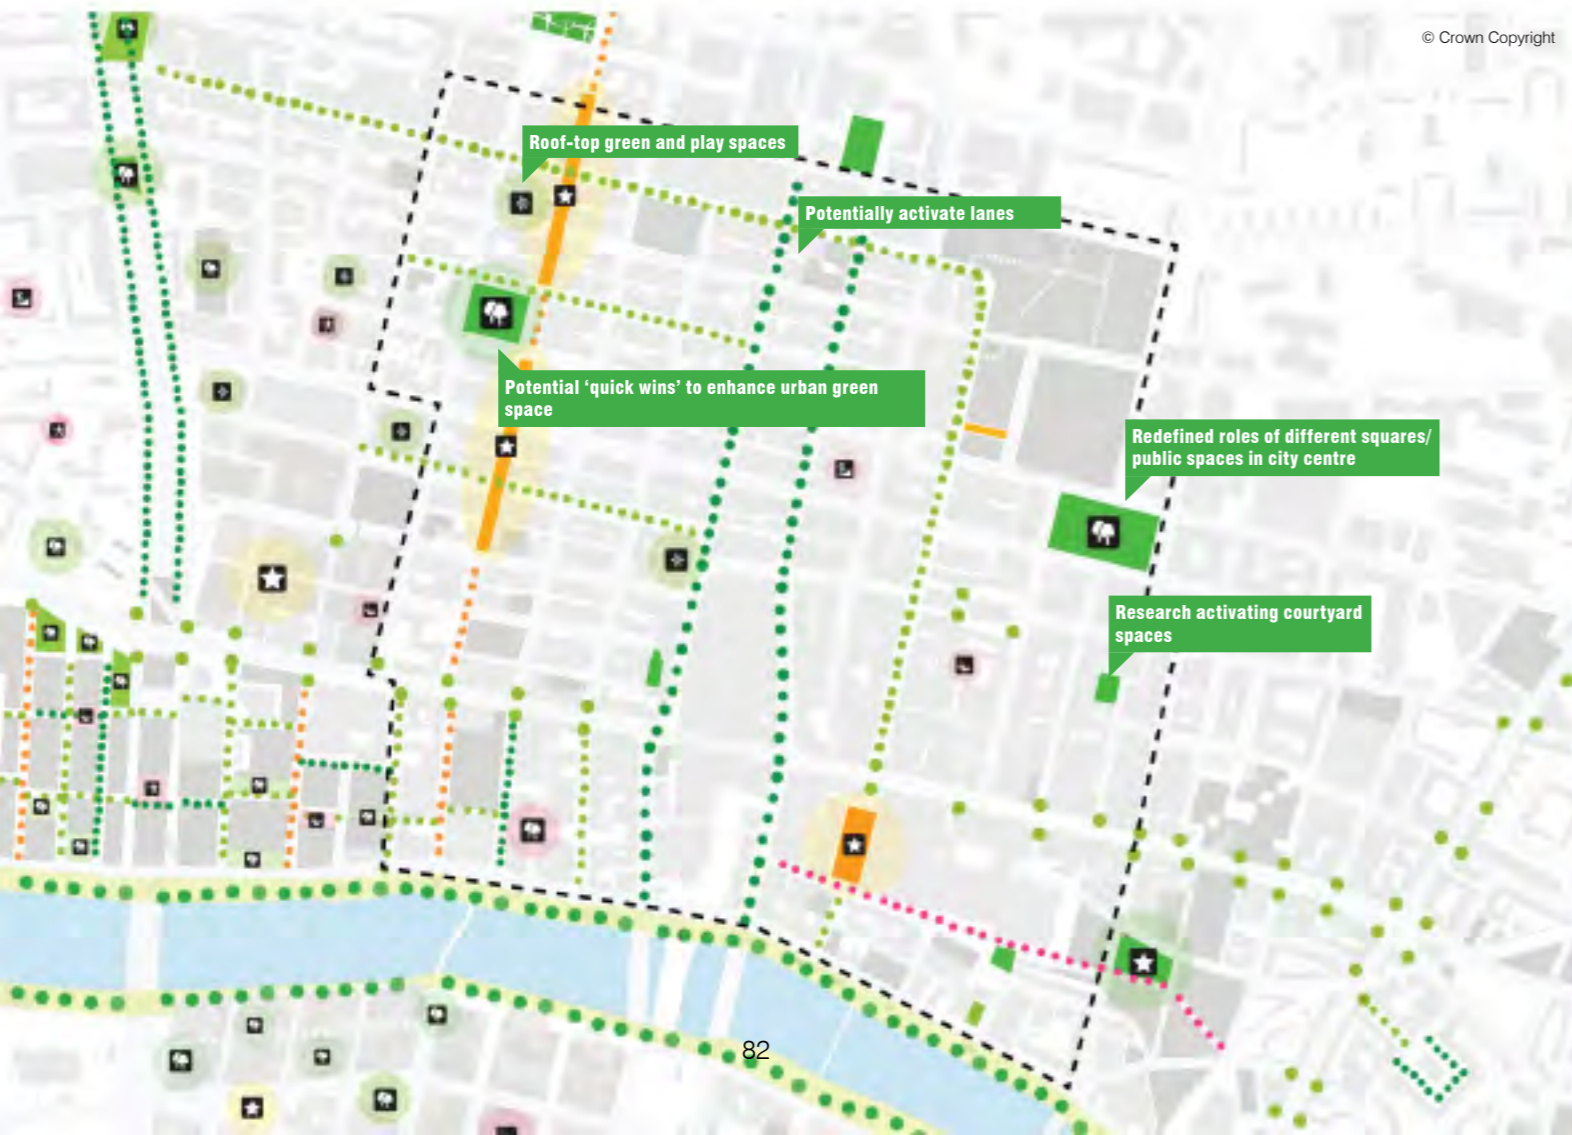 © Crown Copyright
Roof-top green and play spaces
Potentially activate lanes
Potential ‘quick wins’ to enhance urban green
space
Redefined roles of different squares/
public spaces in city centre
Research activating courtyard
spaces
82